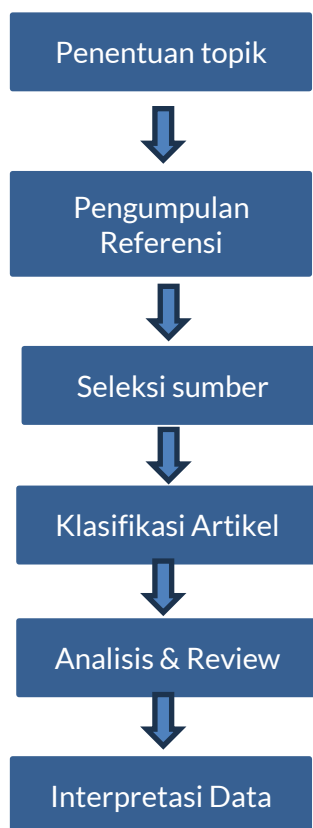 Penentuan topik
Pengumpulan
Referensi
Seleksi sumber
Klasifikasi Artikel
Analisis & Review
Interpretasi Data